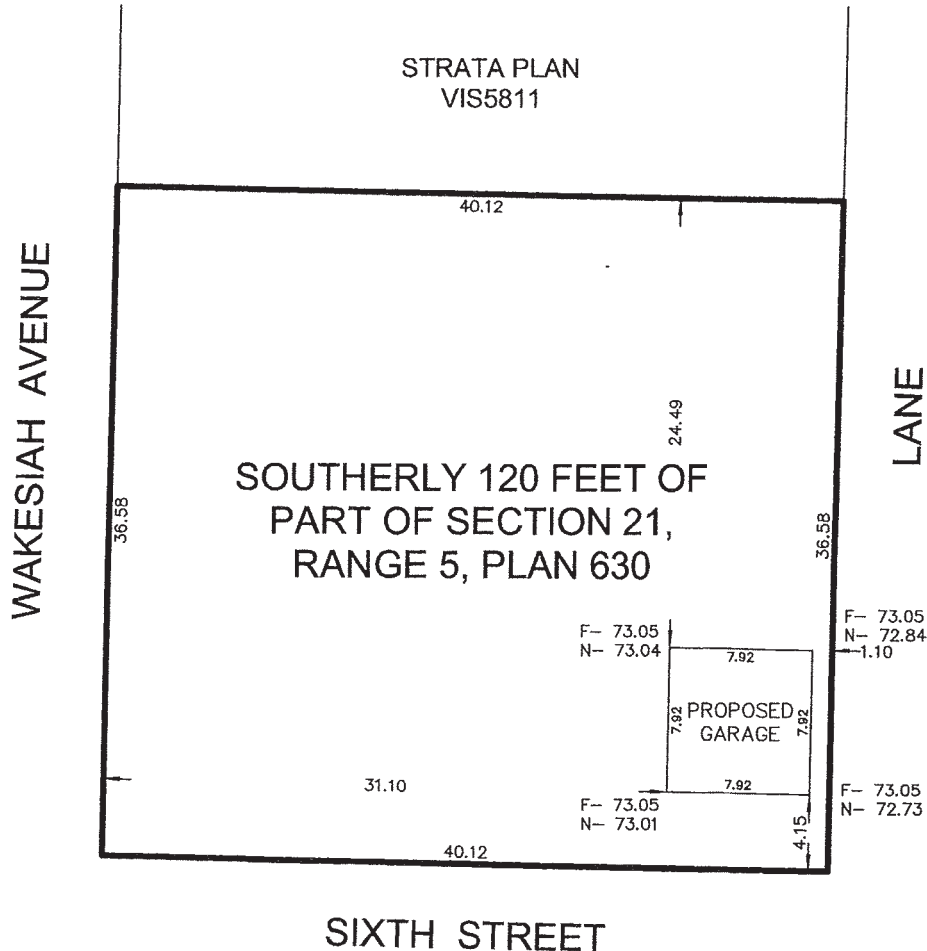 STRATA PLAN
VIS5811
40.12
WAKESIAH AVENUE
LANE
24.49
SOUTHERLY 120 FEET OF
PART OF SECTION 21,
RANGE 5, PLAN 630
36.58
36.58
F- 73.05
N- 73.04
F- 73.05
N- 72.84
1.10
7.92
7.92
PROPOSED
GARAGE
7.92
7.92
31.10
F- 73.05
N- 73.01
F- 73.05
N- 72.73
4.15
40.12
SIXTH STREET